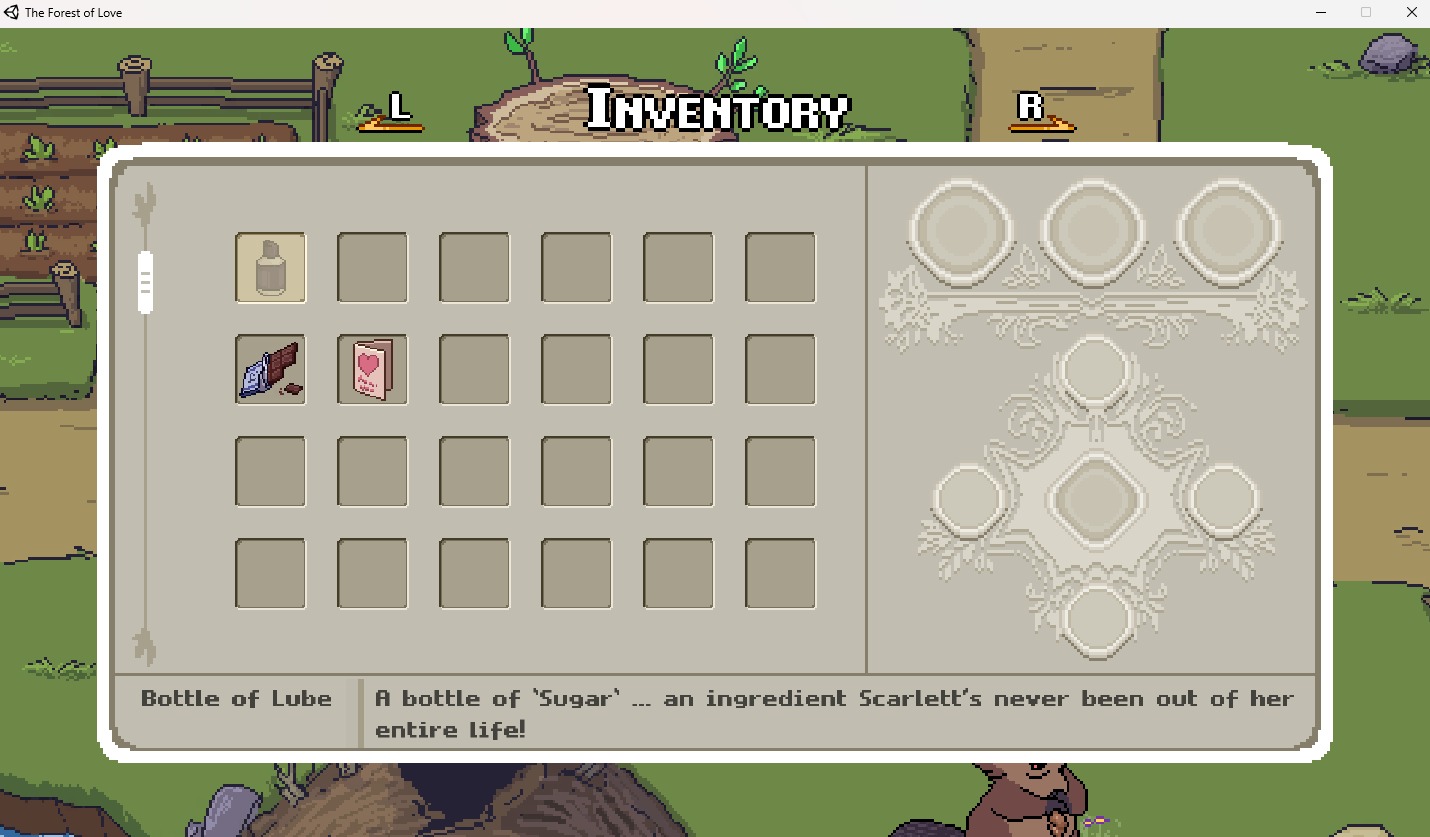 The Forest of Love
L
Inventory
R
Bottle of Lube
A bottle of `Sugar` ... an ingredient Scarlett's never been out of her
entire life!